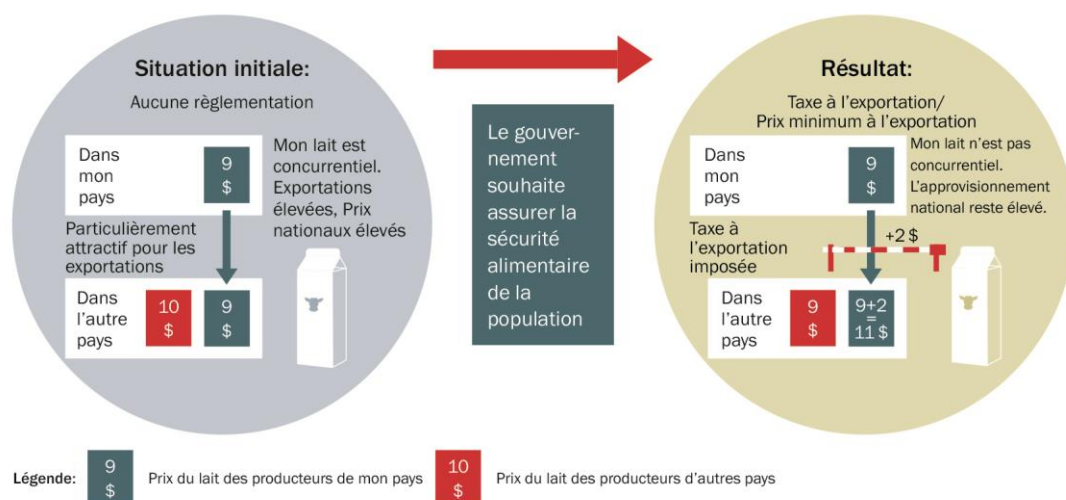 Situation initiale:
Aucune règlementation
Dans
mon
pays
9
$
Mon lait est
concurrentiel.
Exportations
élevées, Prix
nationaux élevés
Particulièrement
attractif pour les
exportations
Dans
l'autre
pays
10
$
9
$
Le gouver-
nement
souhaite
assurer la
sécurité
alimentaire
de la
population
Résultat:
Taxe à l'exportation/
Prix minimum à l'exportation
Dans
mon
pays
9
$
Mon lait n'est pas
concurrentiel.
L'approvisionnement
national reste élevé.
Taxe à
l'exportation
imposée
+2 $
Dans
l'autre
pays
9
$
9+2
=
11 $
Légende:
9
$
Prix du lait des producteurs de mon pays
10
$
Prix du lait des producteurs d'autres pays